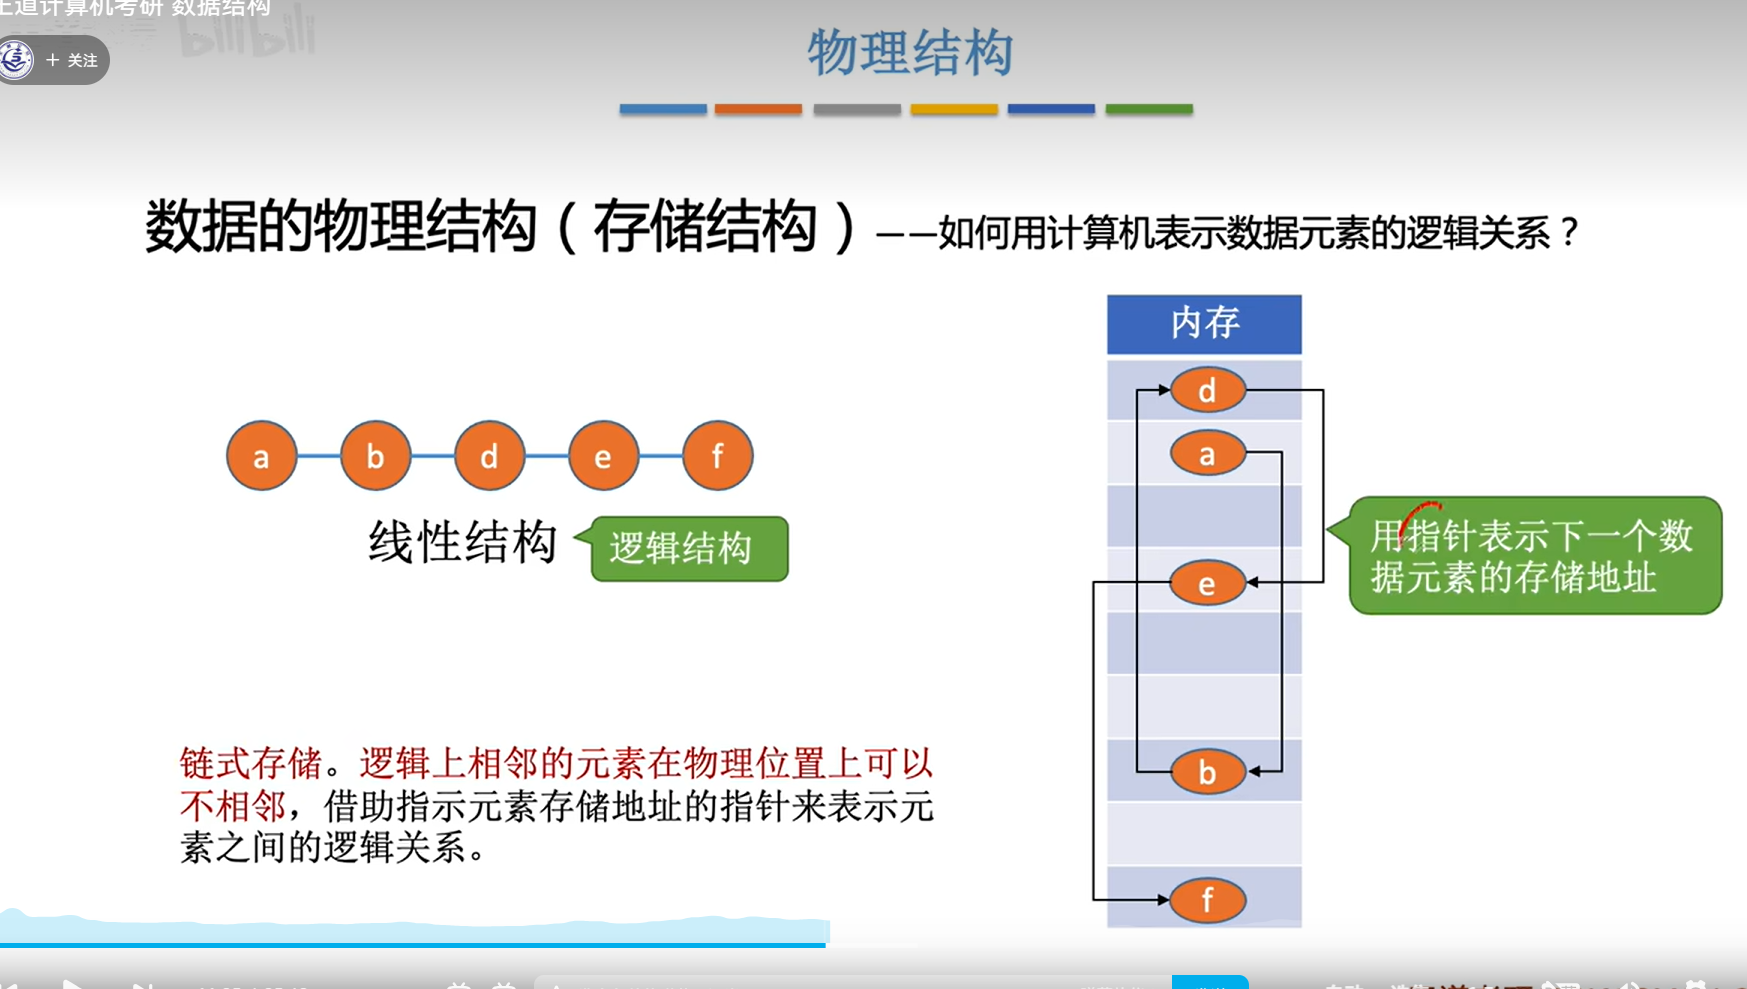 王道计算机考研 数据结构
bilibili
+ 关注
物理结构
数据的物理结构（存储结构）——如何用计算机表示数据元素的逻辑关系？
内存
d
a
e
b
f
a b d e f
线性结构
逻辑结构
用指针表示下一个数
据元素的存储地址
链式存储。逻辑上相邻的元素在物理位置上可以
不相邻，借助指示元素存储地址的指针来表示元
素之间的逻辑关系。